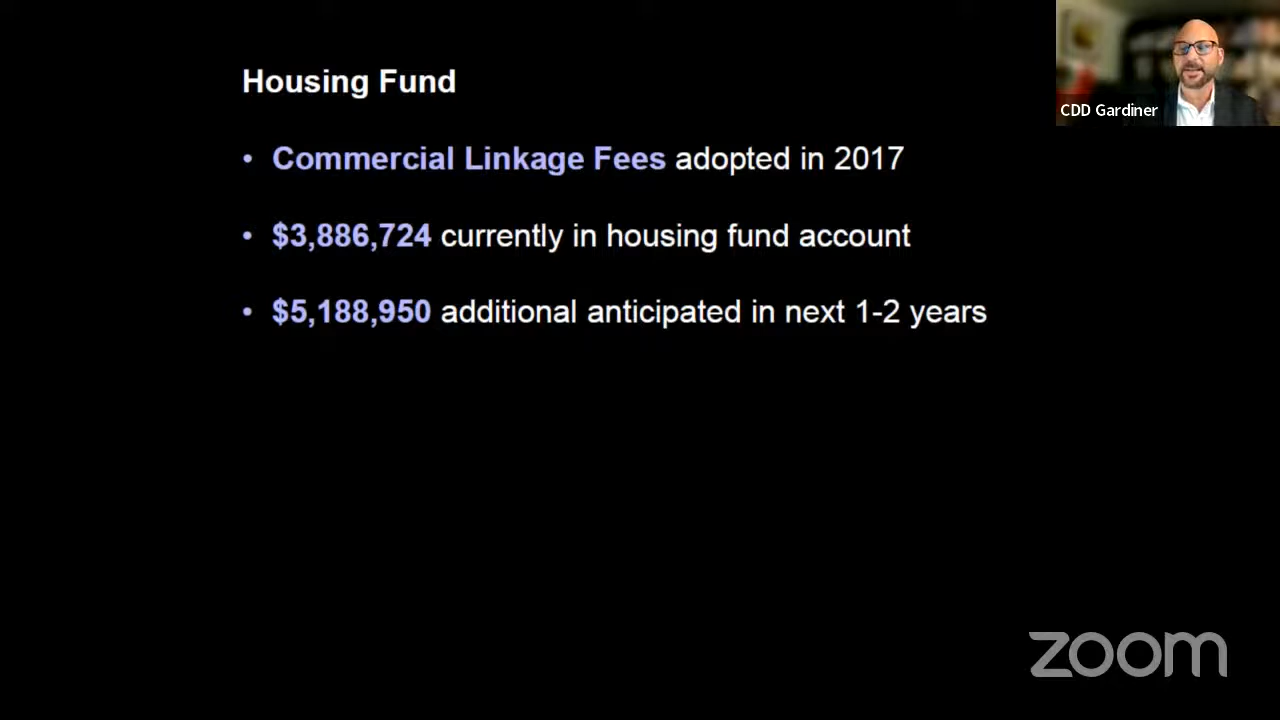 Housing Fund
CDD Gardiner
• Commercial Linkage Fees adopted in 2017
• $3,886,724 currently in housing fund account
• $5,188,950 additional anticipated in next 1-2 years
zoom